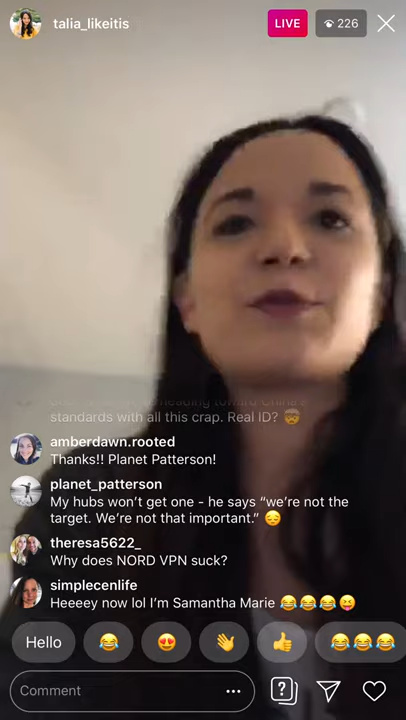 talia_likeitis
LIVE
226
standards with all this crap. Real ID? 🤯
amberdawn.rooted
Thanks!! Planet Patterson!
planet_patterson
My hubs won’t get one - he says “we’re not the
target. We’re not that important.” 😔
theresa5622_
Why does NORD VPN suck?
simplecenlife
Heeeey now lol I’m Samantha Marie 😂😂😂😜
Hello 😂 😍 👋 👍 😂😂😂
Comment